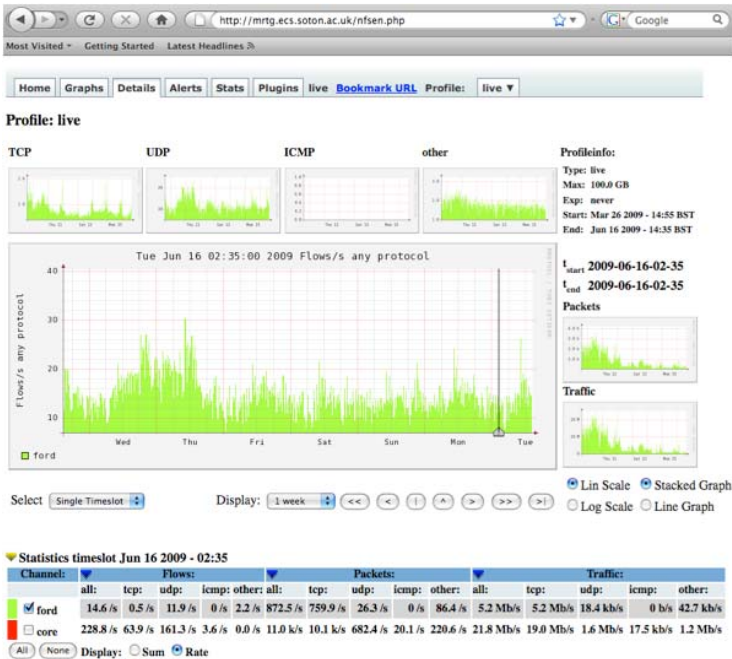 http://mrtg.ecs.soton.ac.uk/nfsen.php
Google
Most Visited Getting Started Latest Headlines
Home Graphs Details Alerts Stats Plugins live Bookmark URL Profile: live ▼
Profile: live
TCP UDP ICMP other Profileinfo:
Type: live
Max: 100.0 GB
Exp: never
Start: Mar 26 2009 - 14:55 BST
End: Jun 16 2009 - 14:35 BST
Tue Jun 16 02:35:00 2009 Flows/s any protocol
Flows/s any protocol
40
30
20
10
Wed Thu Fri Sat Sun Mon Tue
ford
tstart 2009-06-16-02-35
tend 2009-06-16-02-35
Packets
Traffic
Lin Scale Stacked Graph
Log Scale Line Graph
Select Single Timeslot Display: 1 week << < | ^ > >> >|
Statistics timeslot Jun 16 2009 - 02:35
Channel: Flows: Packets: Traffic:
all: tcp: udp: icmp: other: all: tcp: udp: icmp: other: all: tcp: udp: icmp: other:
ford 14.6 /s 0.5 /s 11.9 /s 0 /s 2.2 /s 872.5 /s 759.9 /s 26.3 /s 0 /s 86.4 /s 5.2 Mb/s 5.2 Mb/s 18.4 kb/s 0 b/s 42.7 kb/s
core 228.8 /s 63.9 /s 161.3 /s 3.6 /s 0.0 /s 11.0 k/s 10.1 k/s 682.4 /s 20.1 /s 220.6 /s 21.8 Mb/s 19.0 Mb/s 1.6 Mb/s 17.5 kb/s 1.2 Mb/s
All None Display: Sum Rate